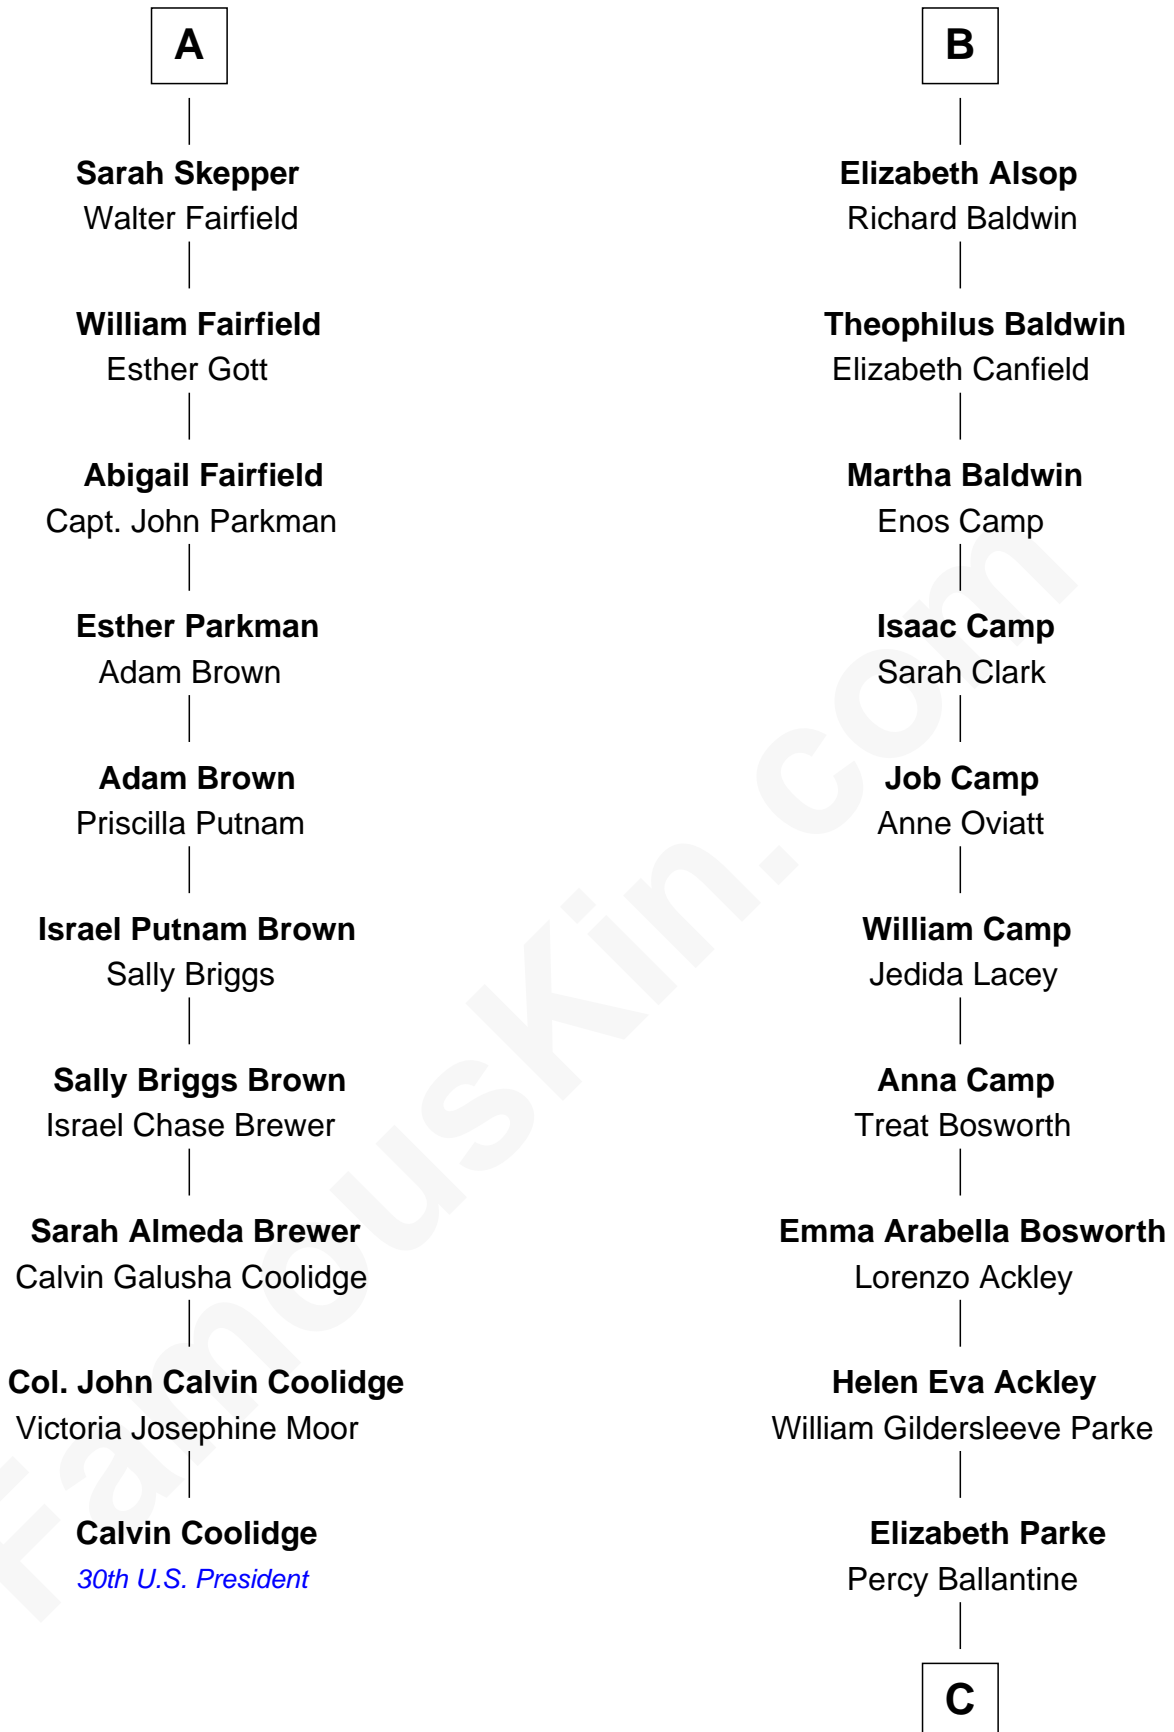 A
Sarah Skepper
Walter Fairfield
William Fairfield
Esther Gott
Abigail Fairfield
Capt. John Parkman
Esther Parkman
Adam Brown
Adam Brown
Priscilla Putnam
Israel Putnam Brown
Sally Briggs
Sally Briggs Brown
Israel Chase Brewer
Sarah Almeda Brewer
Calvin Galusha Coolidge
Col. John Calvin Coolidge
Victoria Josephine Moor
Calvin Coolidge
30th U.S. President
B
Elizabeth Alsop
Richard Baldwin
Theophilus Baldwin
Elizabeth Canfield
Martha Baldwin
Enos Camp
Isaac Camp
Sarah Clark
Job Camp
Anne Oviatt
William Camp
Jedida Lacey
Anna Camp
Treat Bosworth
Emma Arabella Bosworth
Lorenzo Ackley
Helen Eva Ackley
William Gildersleeve Parke
Elizabeth Parke
Percy Ballantine
C
FamousKin.com